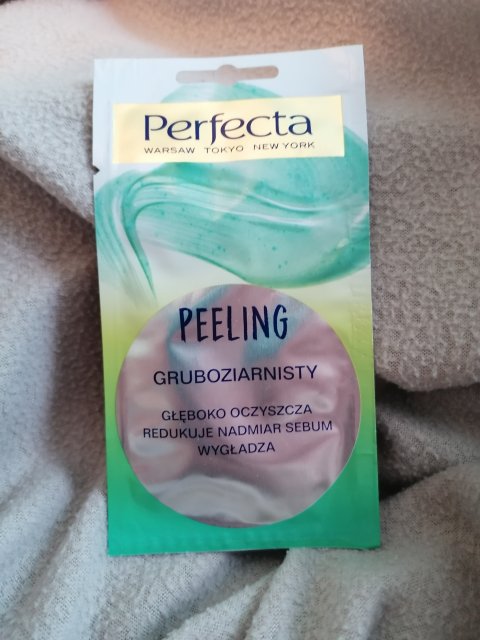 Perfecta
WARSAW TOKYO NEW YORK
PEELING
GRUBOZIARNISTY
GŁĘBOKO OCZYSZCZA
REDUKUJE NADMIAR SEBUM
WYGŁADZA